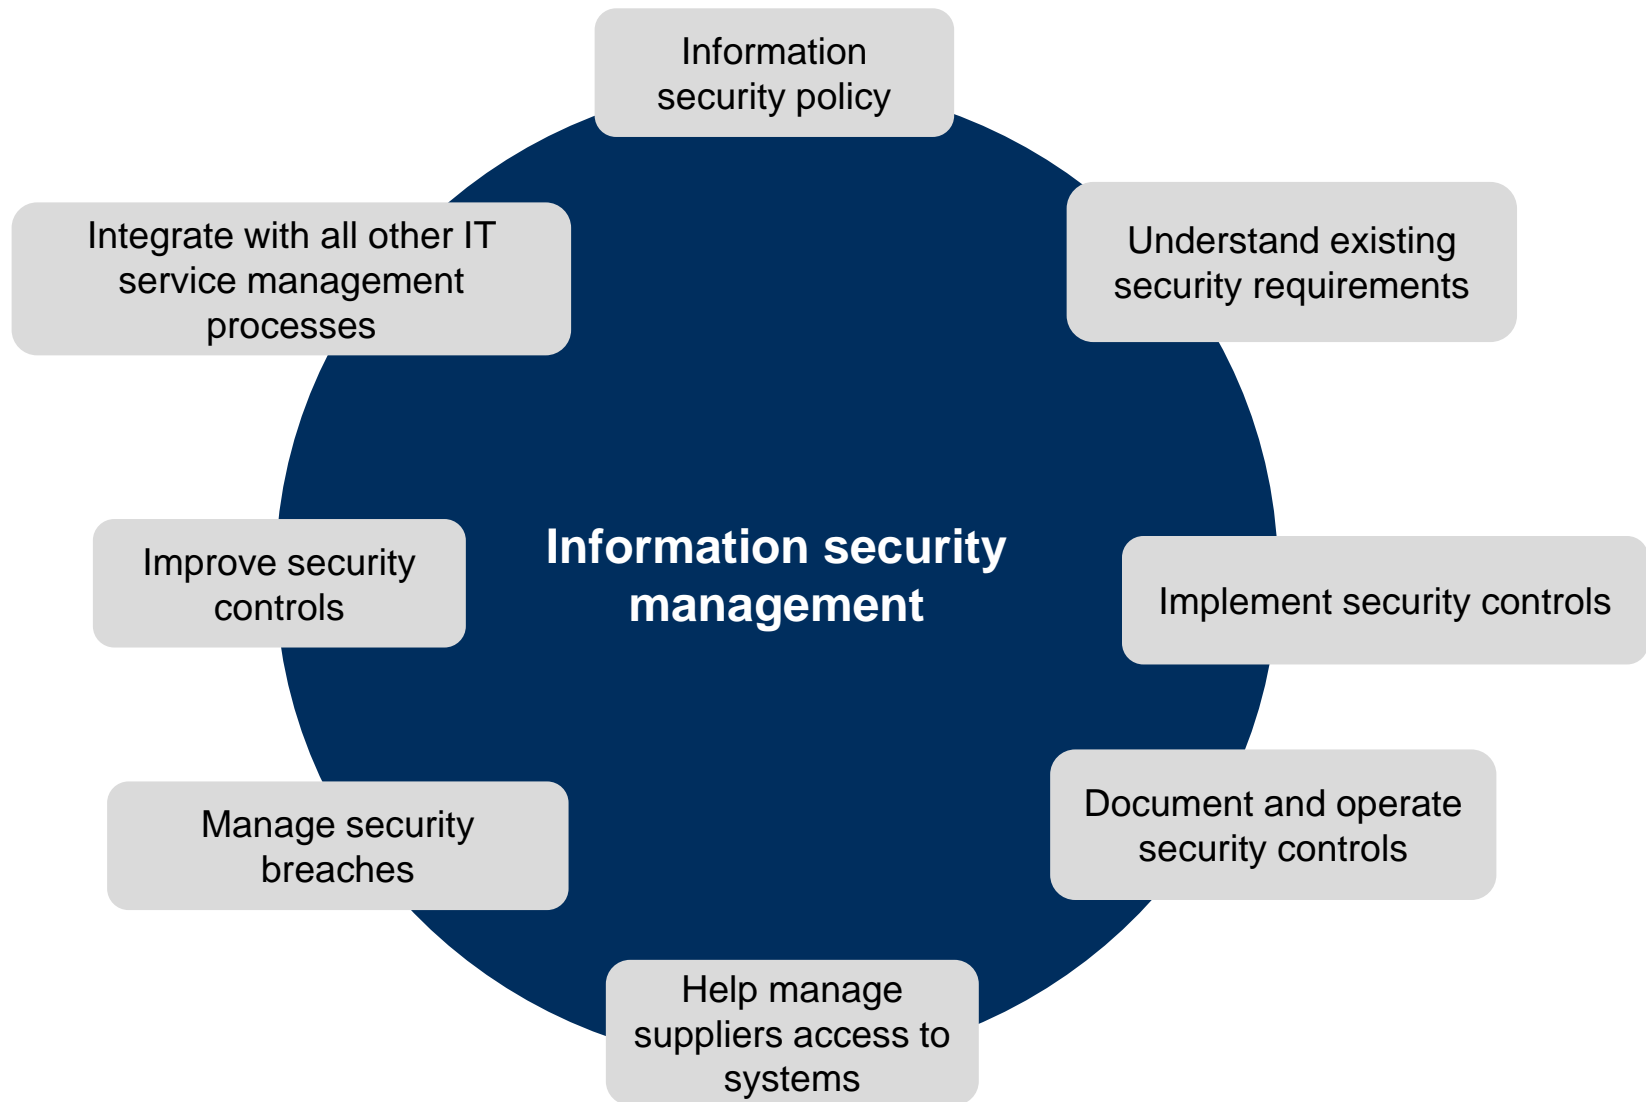 Information
security policy
Integrate with all other IT
service management
processes
Understand existing
security requirements
Information security
management
Improve security
controls
Implement security controls
Manage security
breaches
Document and operate
security controls
Help manage
suppliers access to
systems